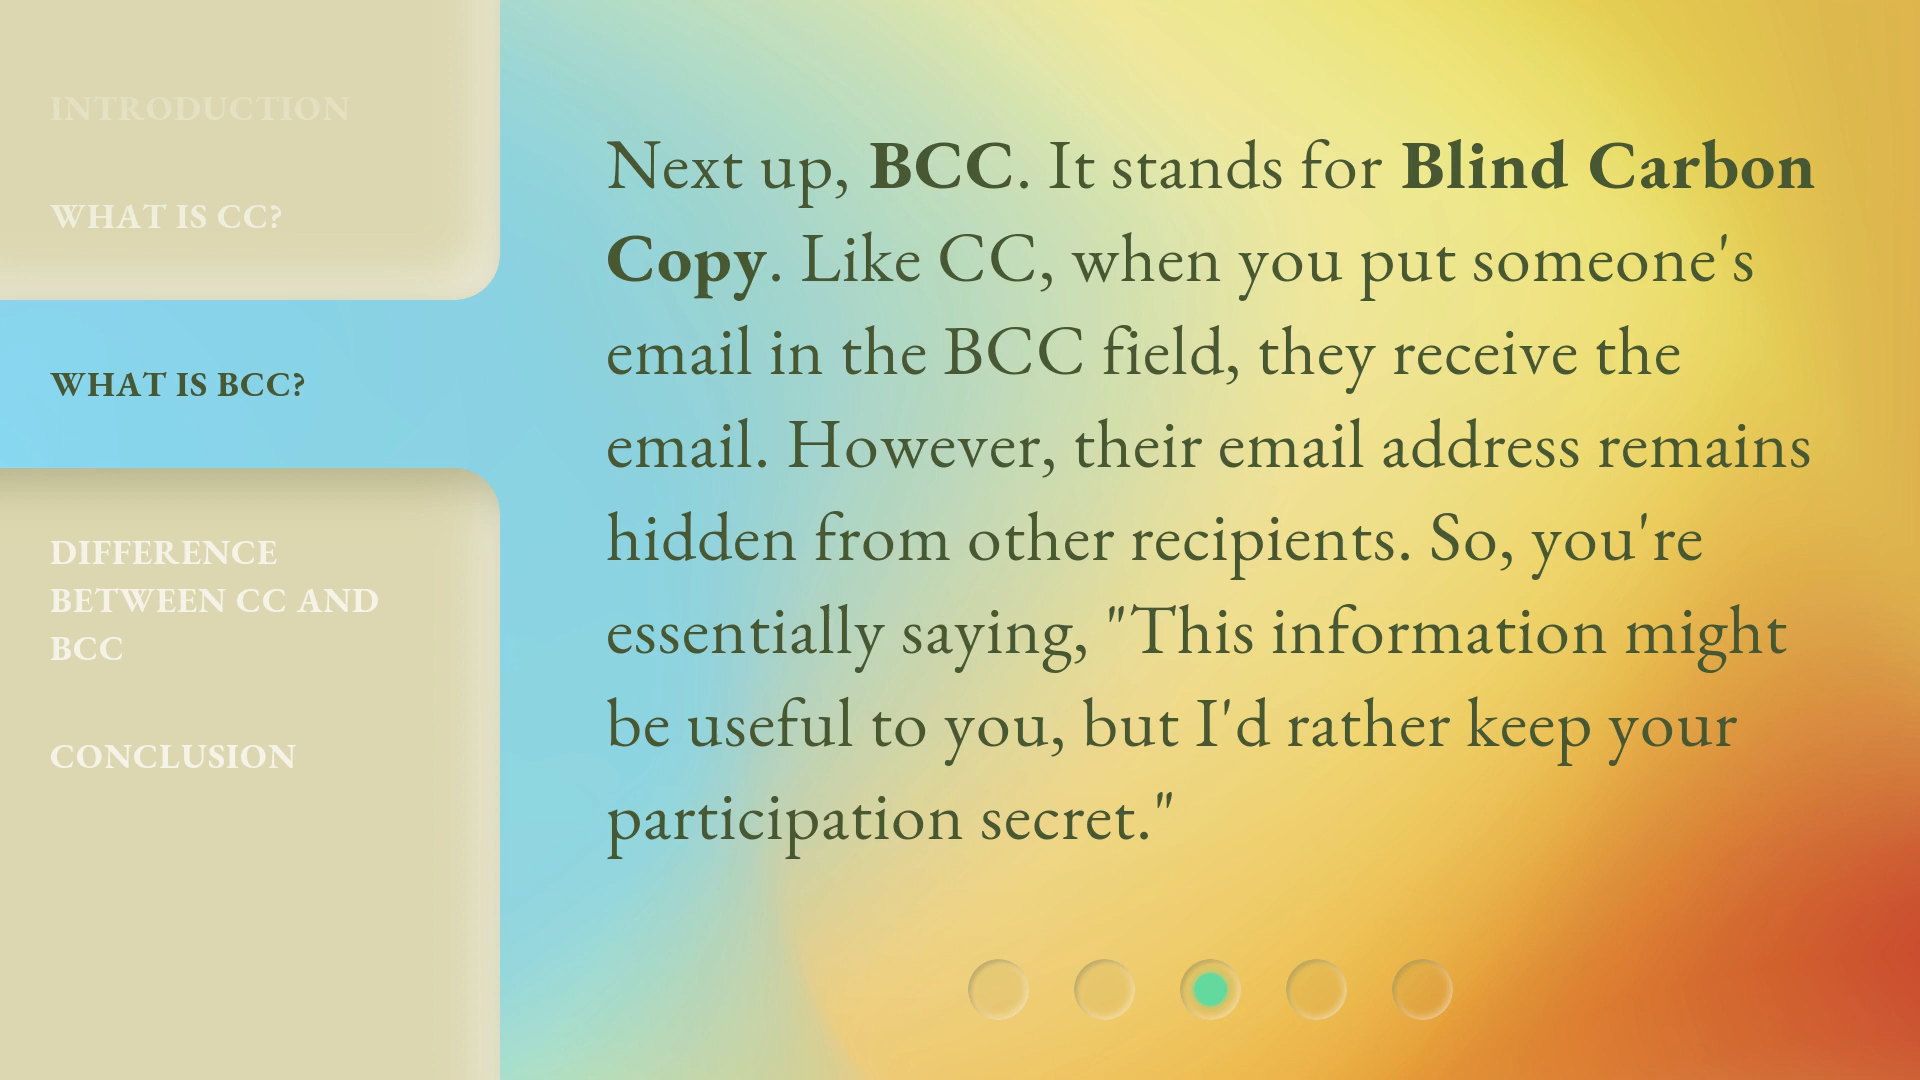 INTRODUCTION
WHAT IS CC?
WHAT IS BCC?
DIFFERENCE
BETWEEN CC AND
BCC
CONCLUSION
Next up, BCC. It stands for Blind Carbon
Copy. Like CC, when you put someone's
email in the BCC field, they receive the
email. However, their email address remains
hidden from other recipients. So, you're
essentially saying, "This information might
be useful to you, but I'd rather keep your
participation secret."